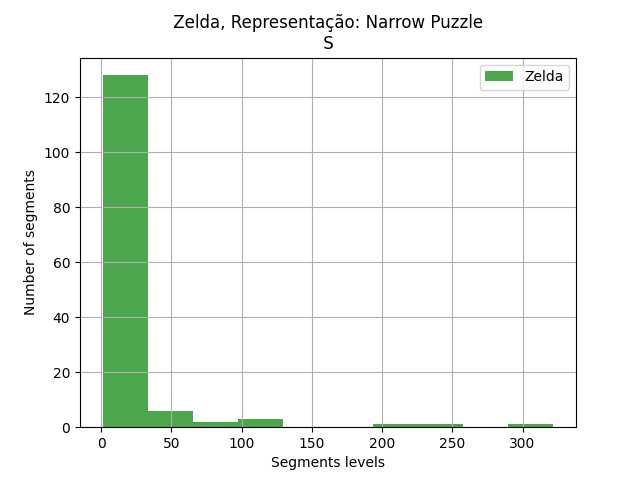 Zelda, Representação: Narrow Puzzle
S
Zelda
Number of segments
120
100
80
60
40
20
0
0 50 100 150 200 250 300
Segments levels